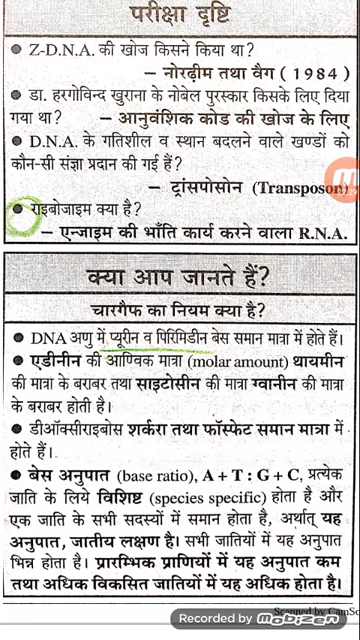 परीक्षा दृष्टि
● Z-D.N.A. की खोज किसने किया था?
– नोरढ़ीम तथा वैग (1984)
● डा. हरगोविन्द खुराना के नोबेल पुरस्कार किसके लिए दिया
गया था? – आनुवंशिक कोड की खोज के लिए
● D.N.A. के गतिशील व स्थान बदलने वाले खण्डों को
कौन-सी संज्ञा प्रदान की गई हैं?
– ट्रांसपोसोन (Transposon)
● राइबोजाइम क्या है?
– एन्जाइम की भाँति कार्य करने वाला R.N.A.
क्या आप जानते हैं?
चारगैफ का नियम क्या है?
● DNA अणु में प्यूरीन व पिरिमिडीन बेस समान मात्रा में होते हैं।
● एडीनीन की आण्विक मात्रा (molar amount) थायमीन
की मात्रा के बराबर तथा साइटोसीन की मात्रा ग्वानीन की मात्रा
के बराबर होती है।
● डीऑक्सीराइबोस शर्करा तथा फॉस्फेट समान मात्रा में
होते हैं।
● बेस अनुपात (base ratio), A + T : G + C, प्रत्येक
जाति के लिये विशिष्ट (species specific) होता है और
एक जाति के सभी सदस्यों में समान होता है, अर्थात् यह
अनुपात, जातीय लक्षण है। सभी जातियों में यह अनुपात
भिन्न होता है। प्रारम्भिक प्राणियों में यह अनुपात कम
तथा अधिक विकसित जातियों में यह अधिक होता है।
Scanned by CamSc
Recorded by mobizen